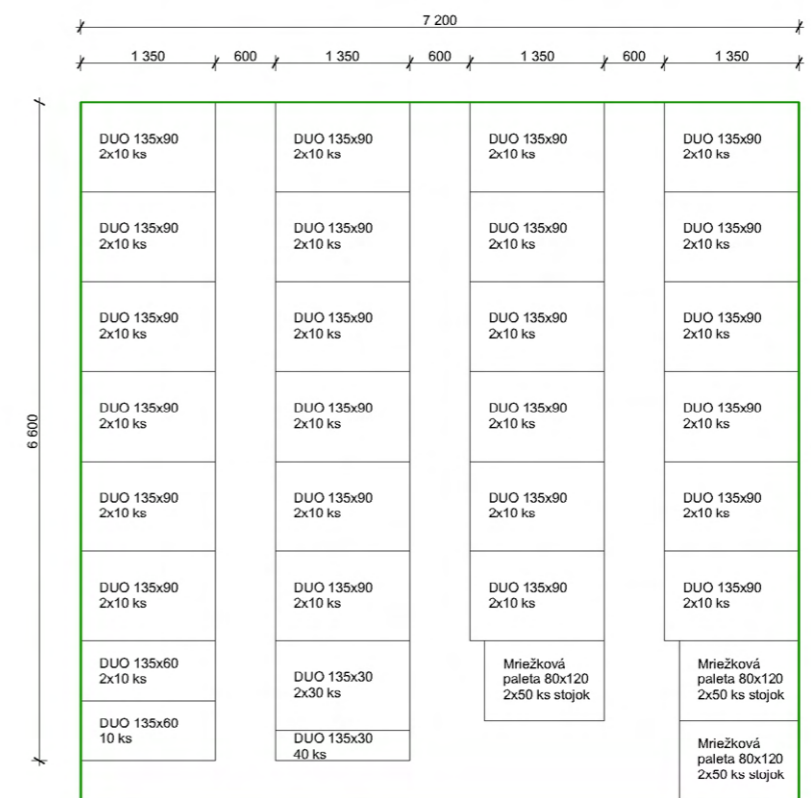 7 200
1 350
600
1 350
600
1 350
600
1 350
6 600
DUO 135x90
2x10 ks
DUO 135x90
2x10 ks
DUO 135x90
2x10 ks
DUO 135x90
2x10 ks
DUO 135x90
2x10 ks
DUO 135x90
2x10 ks
DUO 135x90
2x10 ks
DUO 135x90
2x10 ks
DUO 135x90
2x10 ks
DUO 135x90
2x10 ks
DUO 135x90
2x10 ks
DUO 135x90
2x10 ks
DUO 135x90
2x10 ks
DUO 135x90
2x10 ks
DUO 135x90
2x10 ks
DUO 135x90
2x10 ks
DUO 135x90
2x10 ks
DUO 135x90
2x10 ks
DUO 135x90
2x10 ks
DUO 135x90
2x10 ks
DUO 135x90
2x10 ks
DUO 135x90
2x10 ks
DUO 135x90
2x10 ks
DUO 135x90
2x10 ks
DUO 135x60
2x10 ks
DUO 135x30
2x30 ks
Mriežková
paleta 80x120
2x50 ks stojok
Mriežková
paleta 80x120
2x50 ks stojok
DUO 135x60
10 ks
DUO 135x30
40 ks
Mriežková
paleta 80x120
2x50 ks stojok